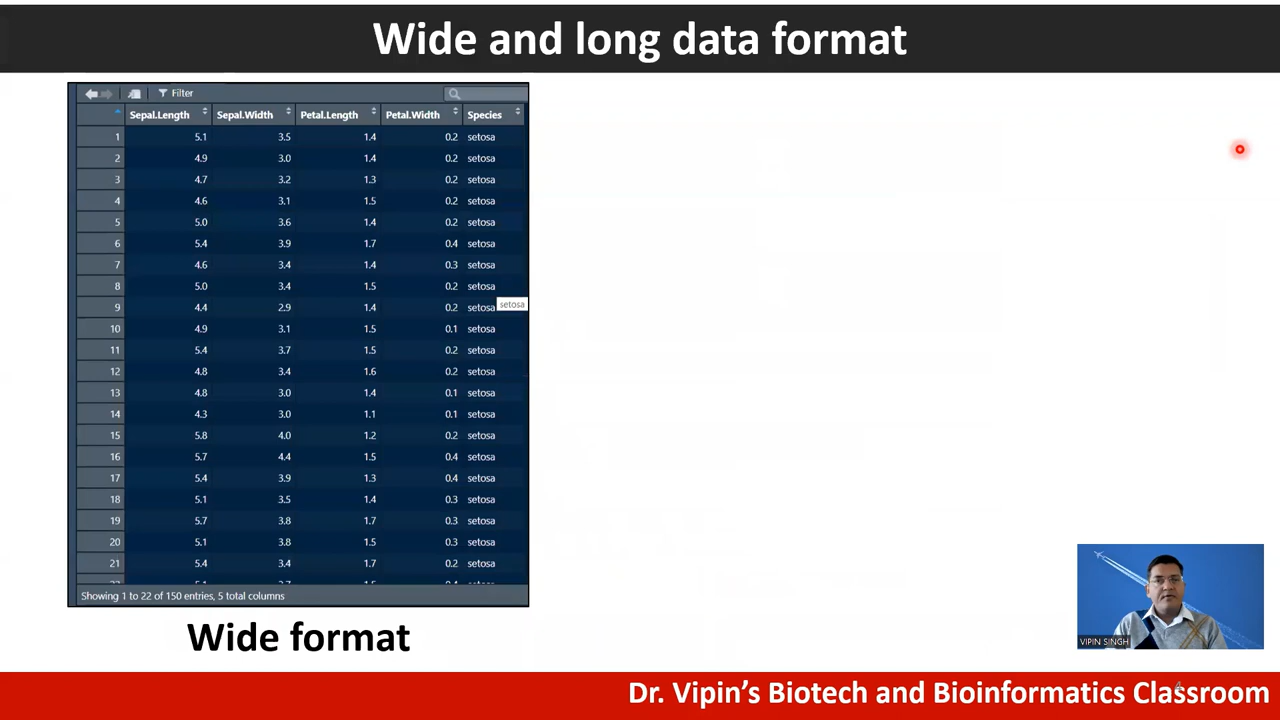 Wide and long data format
Filter
Sepal.Length Sepal.Width Petal.Length Petal.Width Species
1 5.1 3.5 1.4 0.2 setosa
2 4.9 3.0 1.4 0.2 setosa
3 4.7 3.2 1.3 0.2 setosa
4 4.6 3.1 1.5 0.2 setosa
5 5.0 3.6 1.4 0.2 setosa
6 5.4 3.9 1.7 0.4 setosa
7 4.6 3.4 1.4 0.3 setosa
8 5.0 3.4 1.5 0.2 setosa
9 4.4 2.9 1.4 0.2 setosa setosa
10 4.9 3.1 1.5 0.1 setosa
11 5.4 3.7 1.5 0.2 setosa
12 4.8 3.4 1.6 0.2 setosa
13 4.8 3.0 1.4 0.1 setosa
14 4.3 3.0 1.1 0.1 setosa
15 5.8 4.0 1.2 0.2 setosa
16 5.7 4.4 1.5 0.4 setosa
17 5.4 3.9 1.3 0.4 setosa
18 5.1 3.5 1.4 0.3 setosa
19 5.7 3.8 1.7 0.3 setosa
20 5.1 3.8 1.5 0.3 setosa
21 5.4 3.4 1.7 0.2 setosa
Showing 1 to 22 of 150 entries, 5 total columns
Wide format
VIPIN SINGH
Dr. Vipin's Biotech and Bioinformatics Classroom